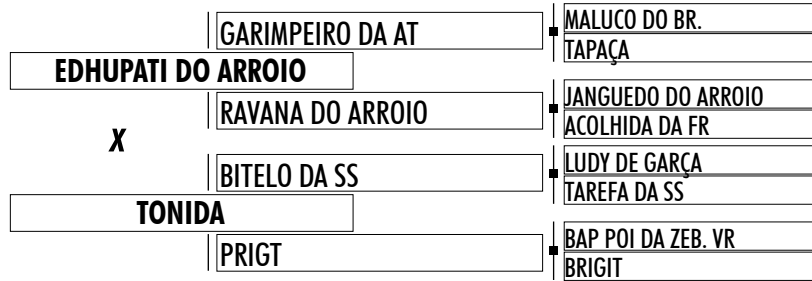 GARIMPEIRO DA AT
MALUCO DO BR.
TAPAÇA
EDHUPATI DO ARROIO
RAVANA DO ARROIO
JANGUEDO DO ARROIO
ACOLHIDA DA FR
X
BITELO DA SS
LUDY DE GARÇA
TAREFA DA SS
TONIDA
PRIGT
BAP POI DA ZEB. VR
BRIGIT